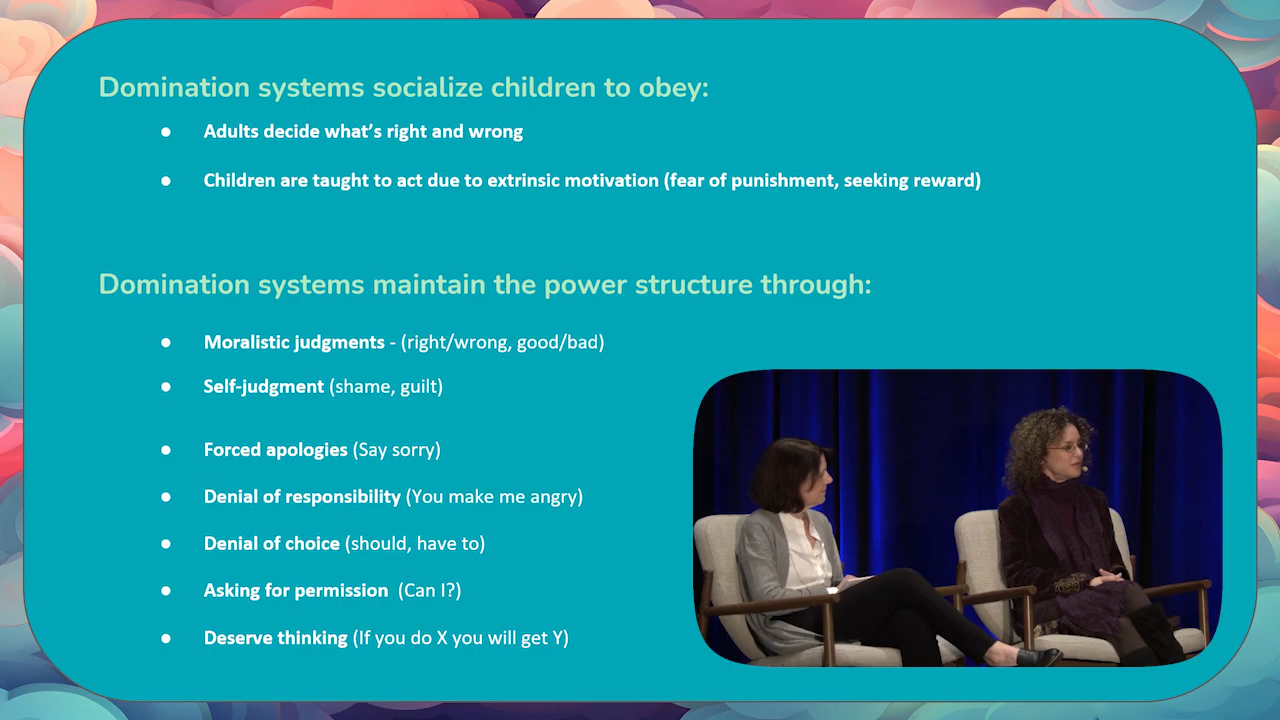 Domination systems socialize children to obey:
● Adults decide what’s right and wrong
● Children are taught to act due to extrinsic motivation (fear of punishment, seeking reward)
Domination systems maintain the power structure through:
● Moralistic judgments - (right/wrong, good/bad)
● Self-judgment (shame, guilt)
● Forced apologies (Say sorry)
● Denial of responsibility (You make me angry)
● Denial of choice (should, have to)
● Asking for permission  (Can I?)
● Deserve thinking (If you do X you will get Y)